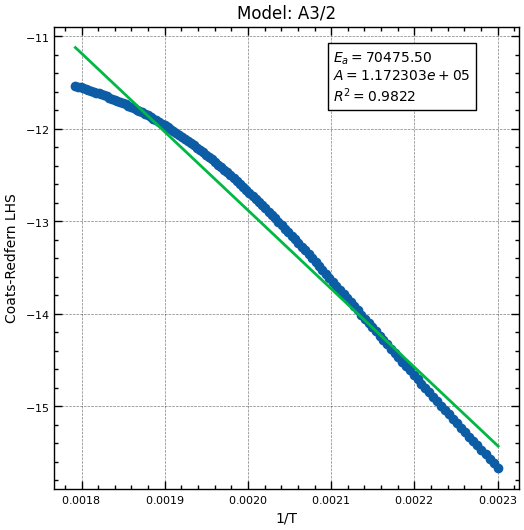 Model: A3/2
−11
−12
−13
−14
−15
Coats-Redfern LHS
E_a = 70475.50
A = 1.172303e + 05
R² = 0.9822
0.0018 0.0019 0.0020 0.0021 0.0022 0.0023
1/T